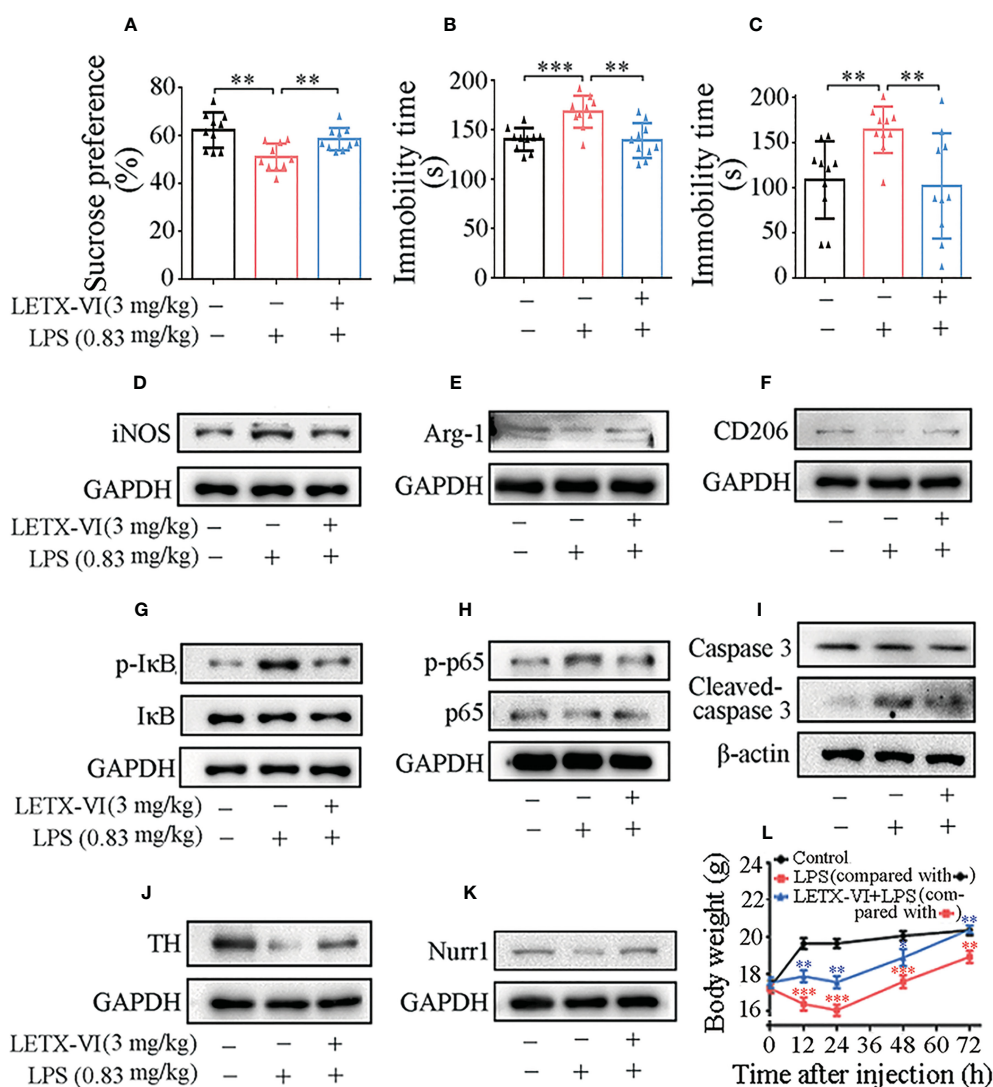 A
B
C
Sucrose preference (%)
80
60
40
20
0
** **
Immobility time (s)
200
150
100
50
0
*** **
Immobility time (s)
200
150
100
50
0
** **
LETX-VI(3 mg/kg) − − + − − + − − +
LPS (0.83 mg/kg) − + + − + + − + +
D
E
F
iNOS
Arg-1
CD206
GAPDH
GAPDH
GAPDH
LETX-VI(3 mg/kg) − − + − − + − − +
LPS (0.83 mg/kg) − + + − + + − + +
G
H
I
p-IκB
p-p65
Caspase 3
IκB
p65
Cleaved-
caspase 3
GAPDH
GAPDH
β-actin
LETX-VI(3 mg/kg) − − + − − + − − +
LPS (0.83 mg/kg) − + + − + + − + +
J
K
L
TH
Nurr1
GAPDH
GAPDH
LETX-VI(3 mg/kg) − − + − − +
LPS (0.83 mg/kg) − + + − + +
Body weight (g)
24
22
20
18
16
Control
LPS(compared with )
LETX-VI+LPS(com-
pared with )
** ** * **
*** *** *** **
0 12 24 36 48 60 72
Time after injection (h)